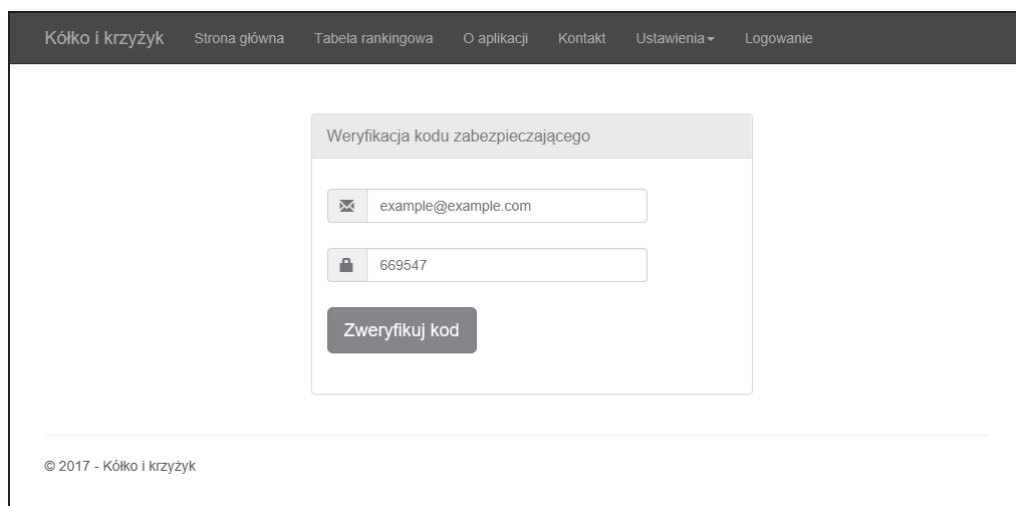 Kółko i krzyżyk Strona główna Tabela rankingowa O aplikacji Kontakt Ustawienia Logowanie
Weryfikacja kodu zabezpieczającego
example@example.com
669547
Zweryfikuj kod
© 2017 - Kółko i krzyżyk